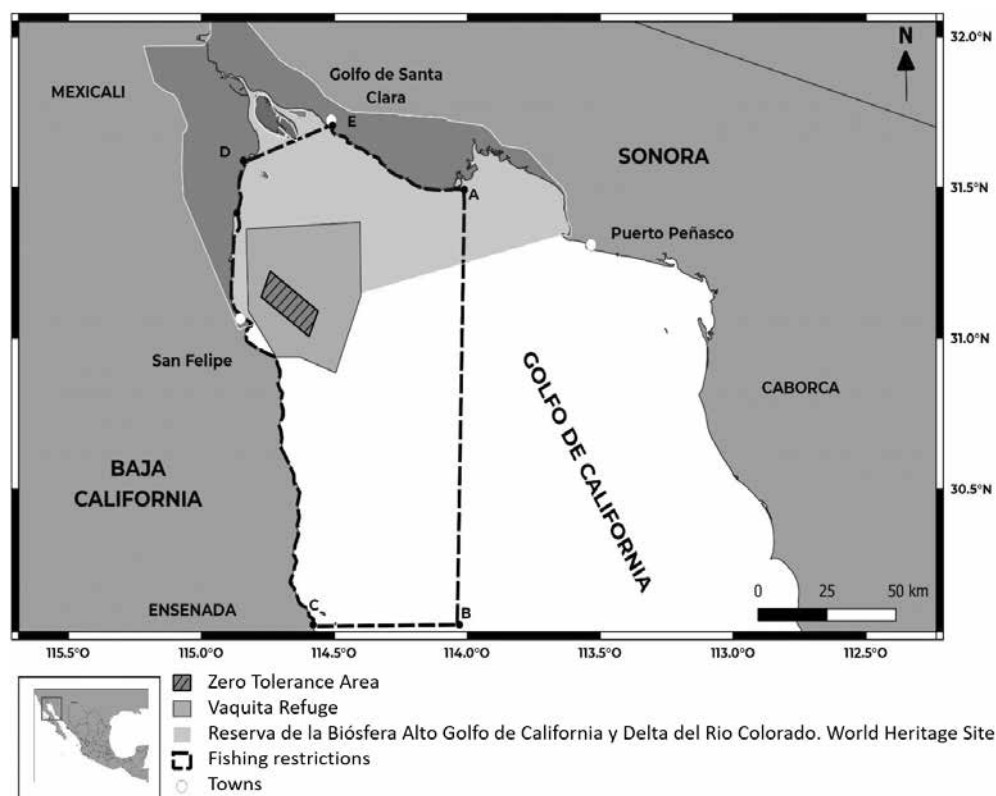 32.0°N
N
MEXICALI
Golfo de Santa
Clara
E
D
SONORA
31.5°N
A
Puerto Peñasco
31.0°N
San Felipe
GOLFO DE CALIFORNIA
CABORCA
BAJA
CALIFORNIA
30.5°N
0 25 50 km
ENSENADA
C
B
115.5°O 115.0°O 114.5°O 114.0°O 113.5°O 113.0°O 112.5°O
Zero Tolerance Area
Vaquita Refuge
Reserva de la Biósfera Alto Golfo de California y Delta del Rio Colorado. World Heritage Site
Fishing restrictions
Towns